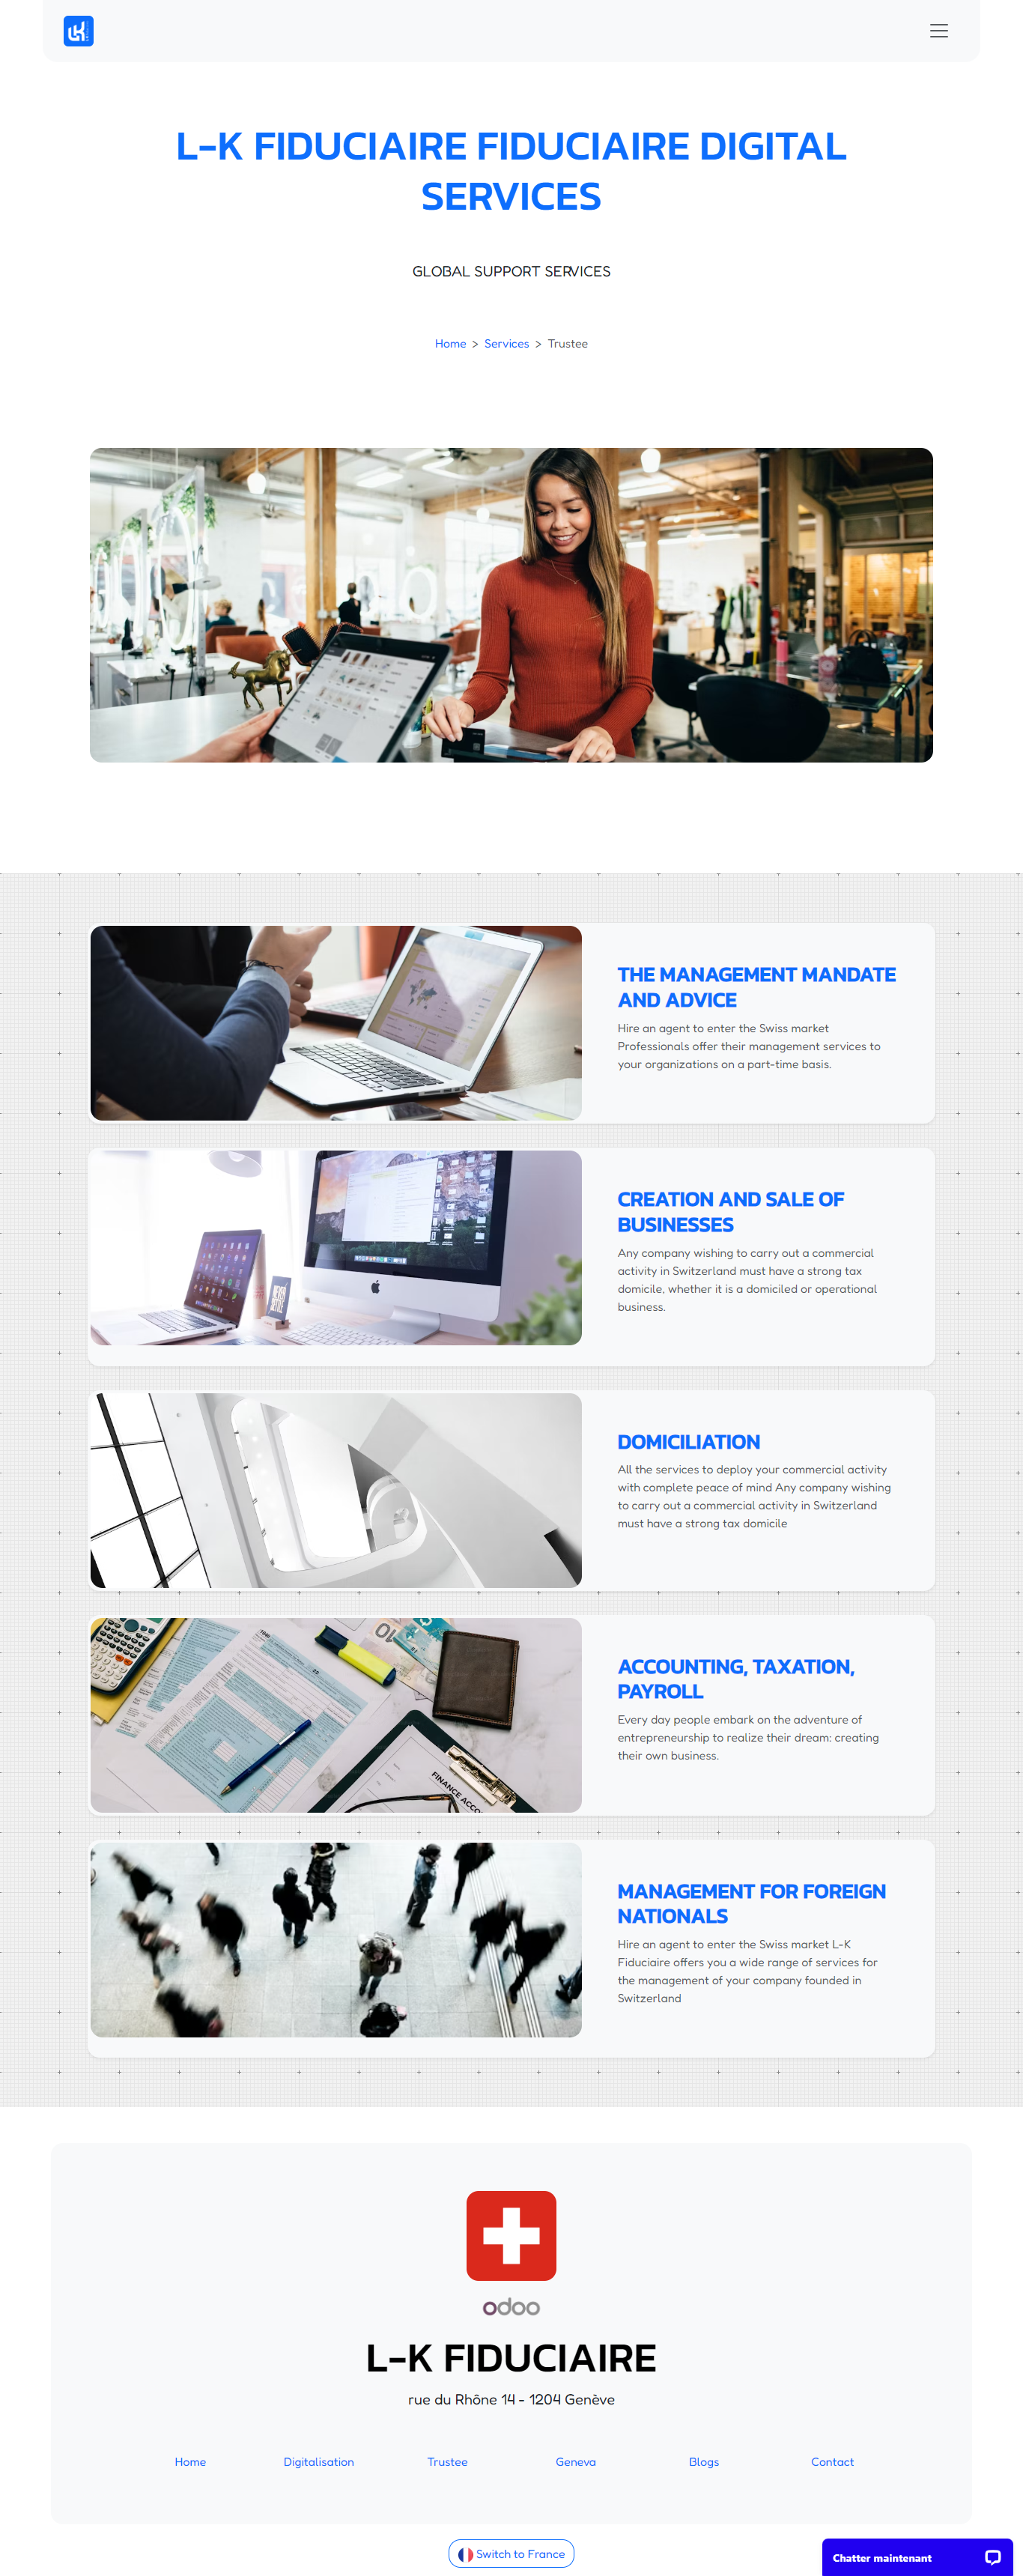 LK
L-K FIDUCIAIRE FIDUCIAIRE DIGITAL
SERVICES
GLOBAL SUPPORT SERVICES
Home > Services > Trustee
THE MANAGEMENT MANDATE
AND ADVICE
Hire an agent to enter the Swiss market
Professionals offer their management services to
your organizations on a part-time basis.
CREATION AND SALE OF
BUSINESSES
Any company wishing to carry out a commercial
activity in Switzerland must have a strong tax
domicile, whether it is a domiciled or operational
business.
DOMICILIATION
All the services to deploy your commercial activity
with complete peace of mind Any company wishing
to carry out a commercial activity in Switzerland
must have a strong tax domicile
10
FINANCE ACCO
ACCOUNTING, TAXATION,
PAYROLL
Every day people embark on the adventure of
entrepreneurship to realize their dream: creating
their own business.
MANAGEMENT FOR FOREIGN
NATIONALS
Hire an agent to enter the Swiss market L-K
Fiduciaire offers you a wide range of services for
the management of your company founded in
Switzerland
odoo
L-K FIDUCIAIRE
rue du Rhône 14 - 1204 Genève
Home Digitalisation Trustee Geneva Blogs Contact
Switch to France
Chatter maintenant